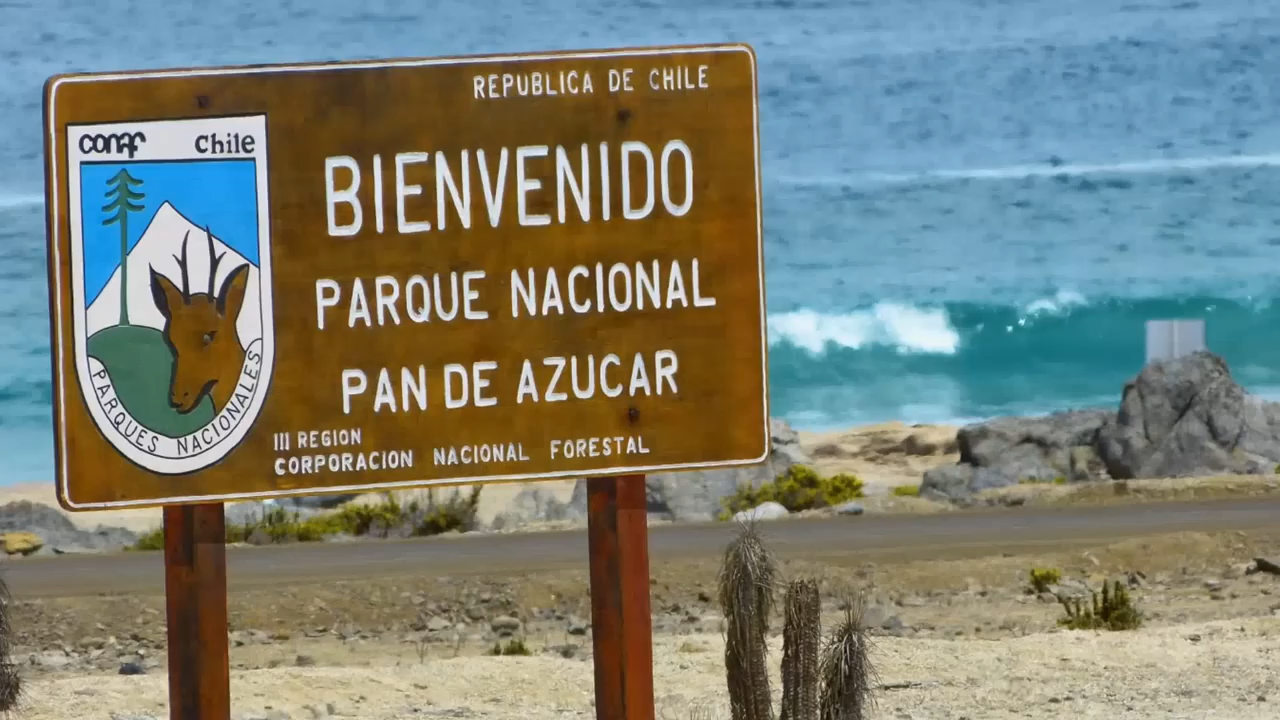 REPUBLICA DE CHILE
conaf Chile
PARQUES NACIONALES
BIENVENIDO
PARQUE NACIONAL
PAN DE AZUCAR
III REGION
CORPORACION NACIONAL FORESTAL